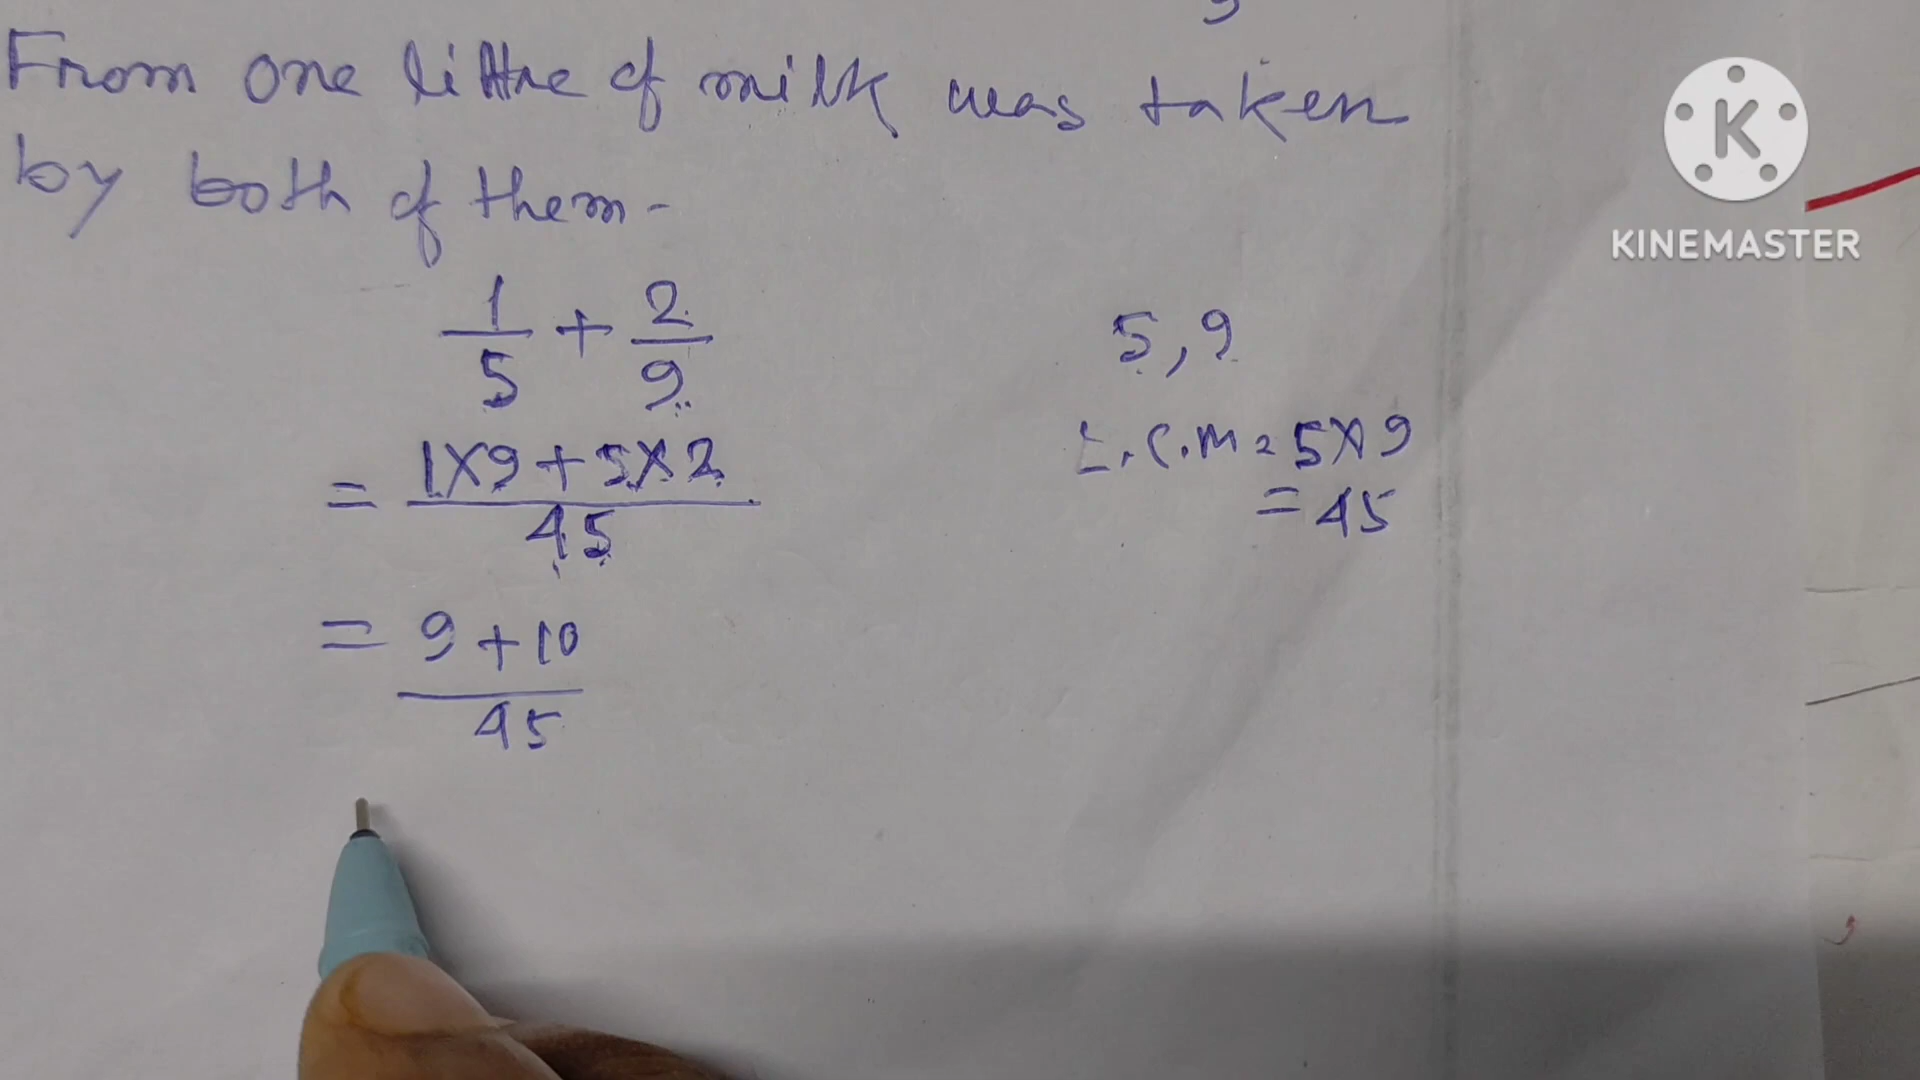 From one littre of milk was taken
by both of them-
1/5 + 2/9
5, 9
L.C.M = 5×9
= 45
= 1×9+5×2/45
= 9+10/45
K
KINEMASTER